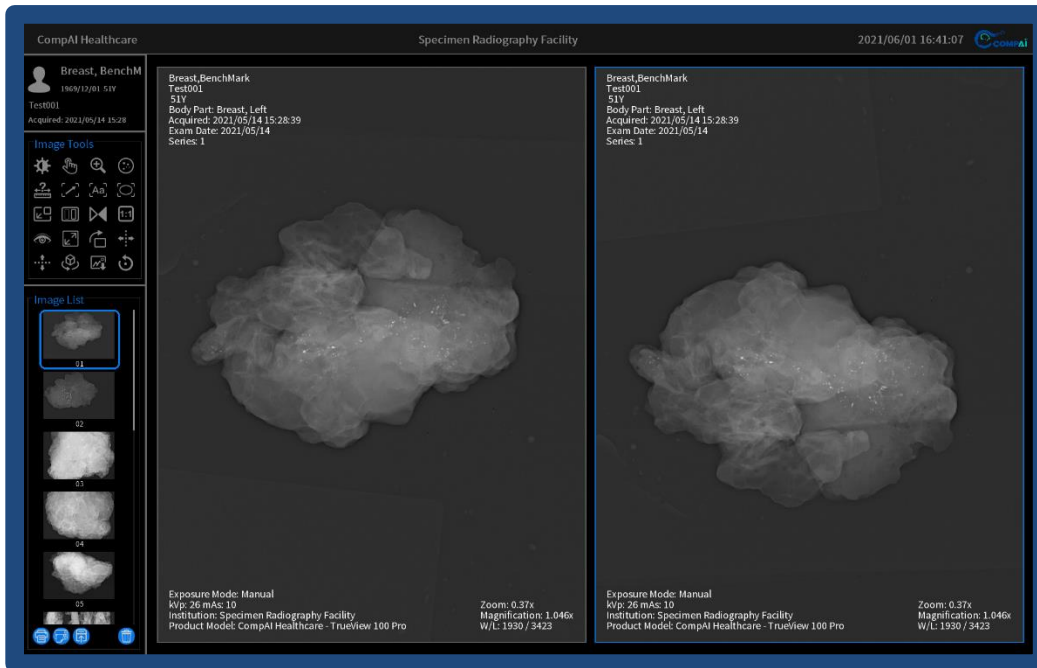 CompAI Healthcare
Specimen Radiography Facility
2021/06/01 16:41:07
COMPAi
Breast, BenchM
1969/12/01 51Y
Test001
Acquired: 2021/05/14 15:28
Image Tools
Aa
1:1
Image List
01
02
03
04
05
Breast,BenchMark
Test001
51Y
Body Part: Breast, Left
Acquired: 2021/05/14 15:28:39
Exam Date: 2021/05/14
Series: 1
Exposure Mode: Manual
kVp: 26 mAs: 10
Institution: Specimen Radiography Facility
Product Model: CompAI Healthcare - TrueView 100 Pro
Zoom: 0.37x
Magnification: 1.046x
W/L: 1930 / 3423
Breast,BenchMark
Test001
51Y
Body Part: Breast, Left
Acquired: 2021/05/14 15:28:39
Exam Date: 2021/05/14
Series: 1
Exposure Mode: Manual
kVp: 26 mAs: 10
Institution: Specimen Radiography Facility
Product Model: CompAI Healthcare - TrueView 100 Pro
Zoom: 0.37x
Magnification: 1.046x
W/L: 1930 / 3423